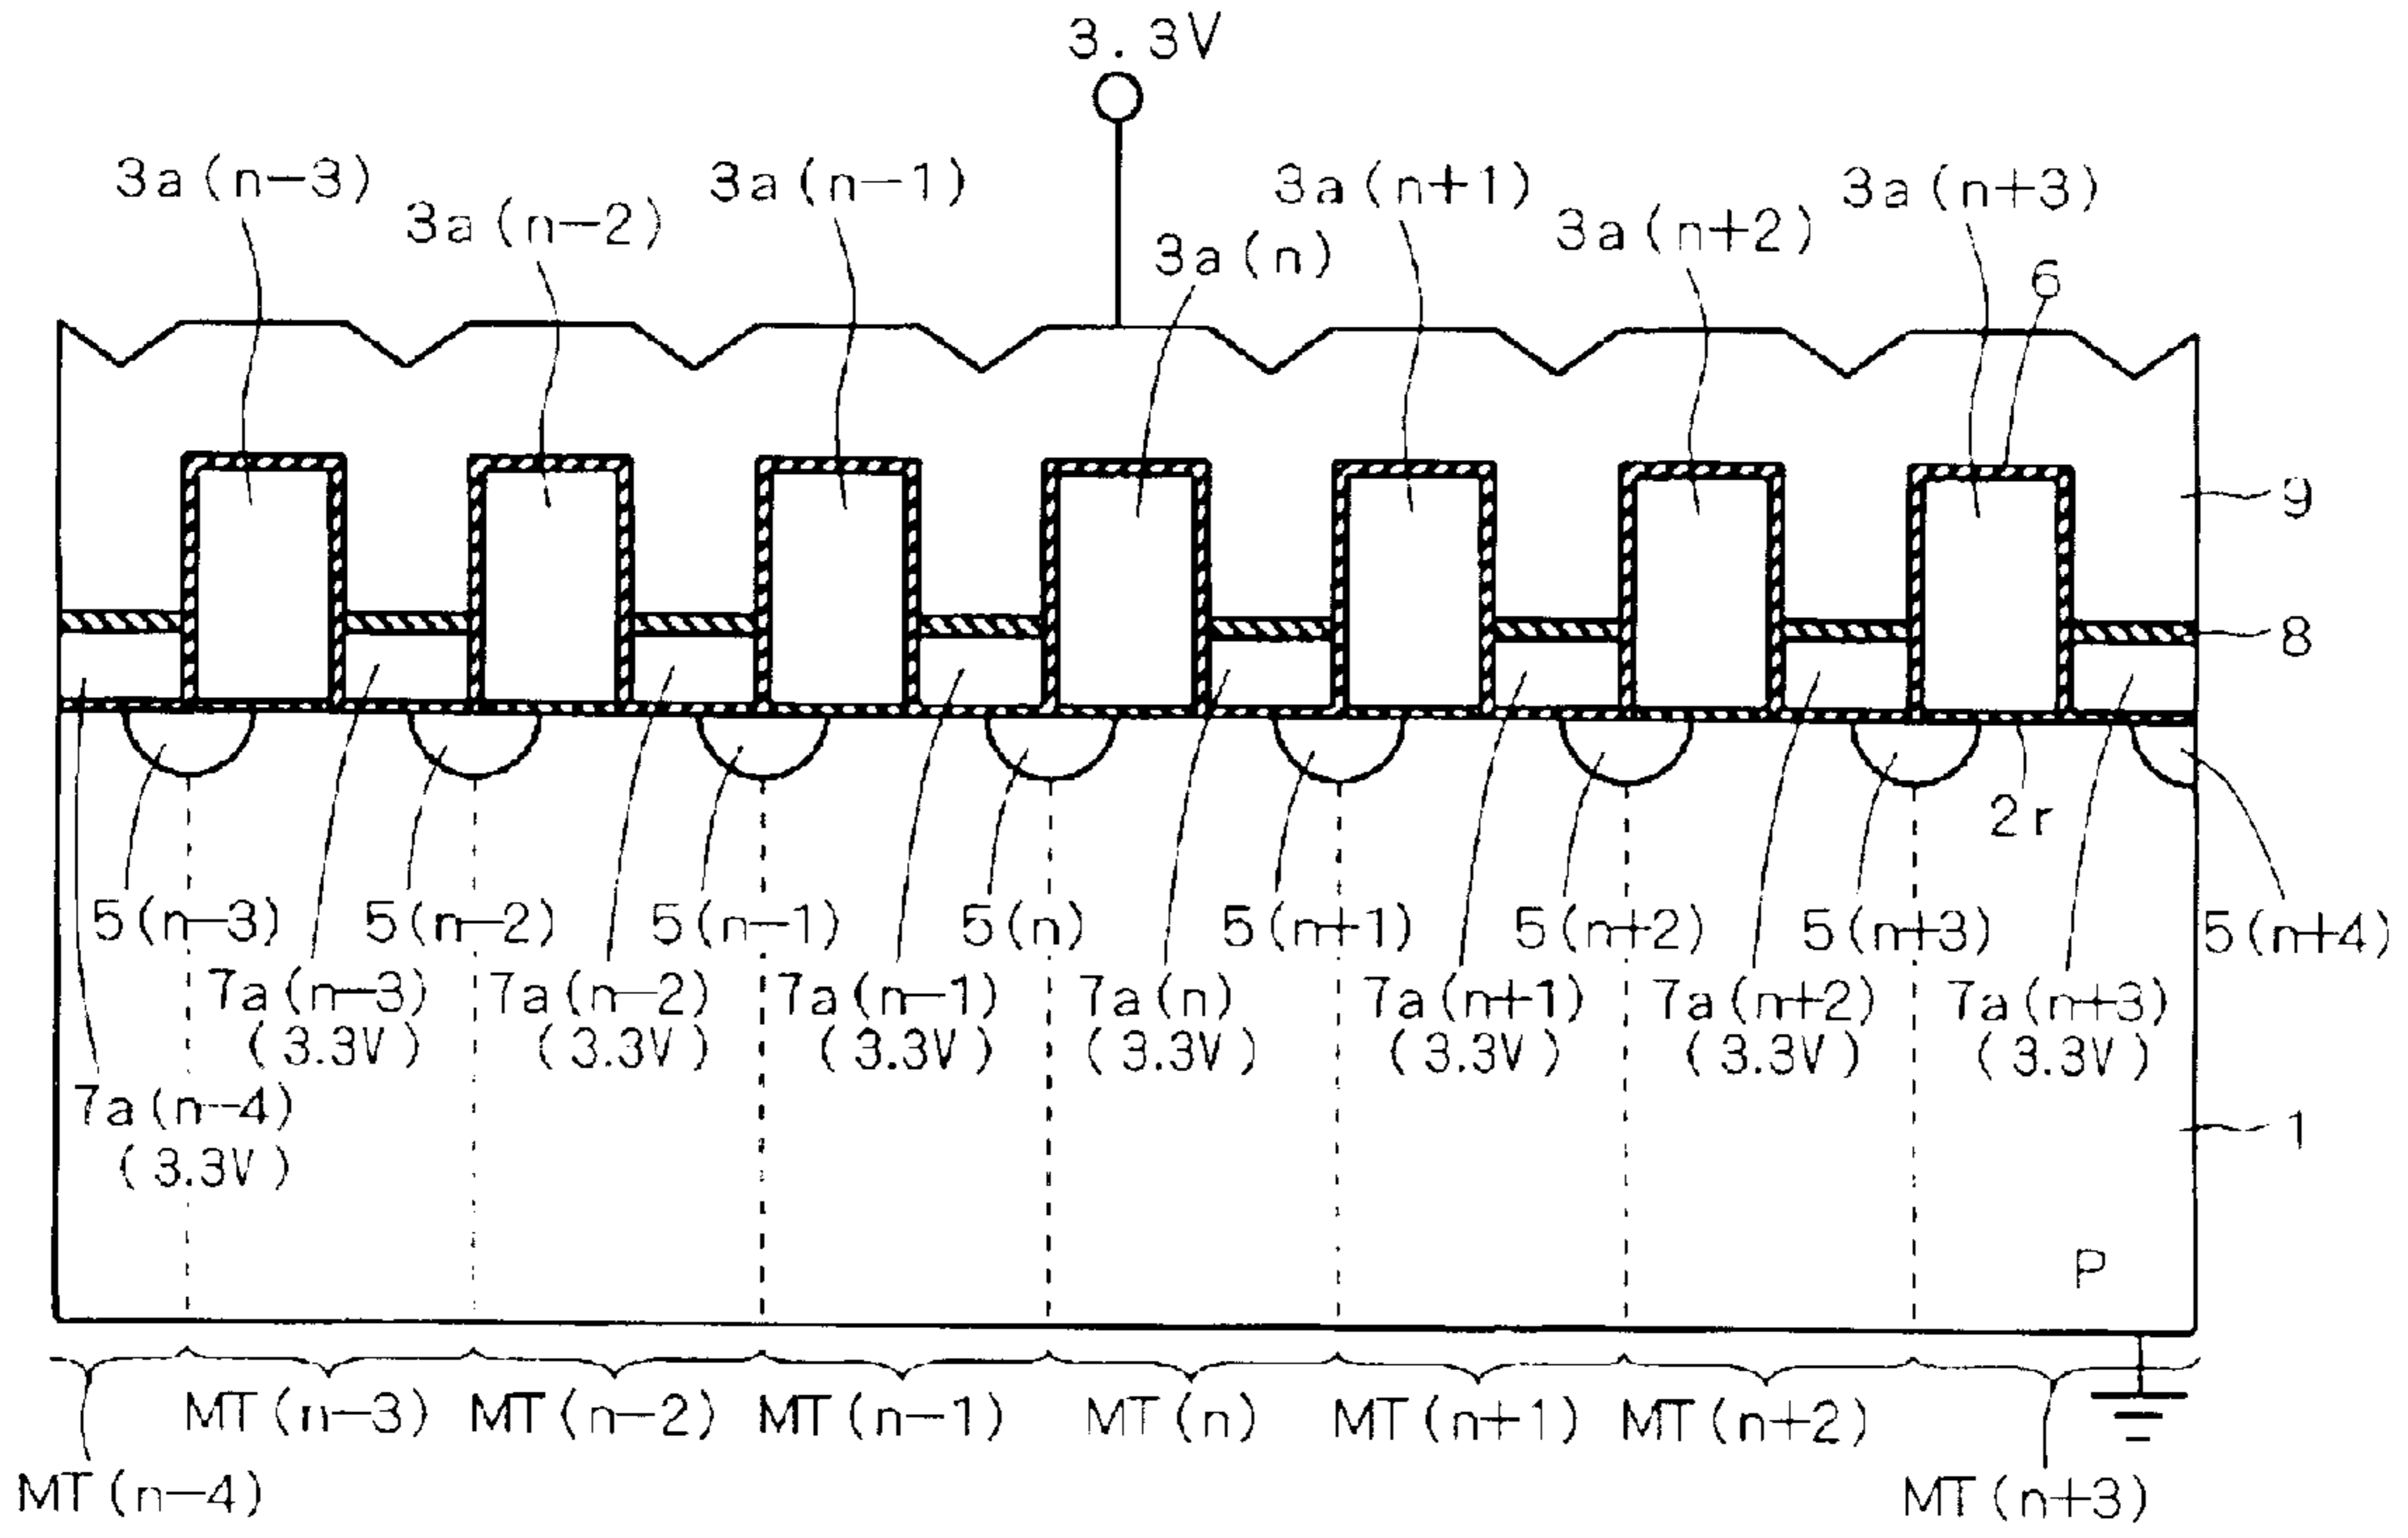 3.3V
3a(n-3)
3a(n-2)
3a(n-1)
3a(n)
3a(n+1)
3a(n+2)
3a(n+3)
6
9
8
2r
5(n-3)
5(n-2)
5(n-1)
5(n)
5(n+1)
5(n+2)
5(n+3)
5(n+4)
7a(n-3)
(3.3V)
7a(n-2)
(3.3V)
7a(n-1)
(3.3V)
7a(n)
(3.3V)
7a(n+1)
(3.3V)
7a(n+2)
(3.3V)
7a(n+3)
(3.3V)
7a(n-4)
(3.3V)
1
P
MT(n-3)
MT(n-2)
MT(n-1)
MT(n)
MT(n+1)
MT(n+2)
MT(n-4)
MT(n+3)